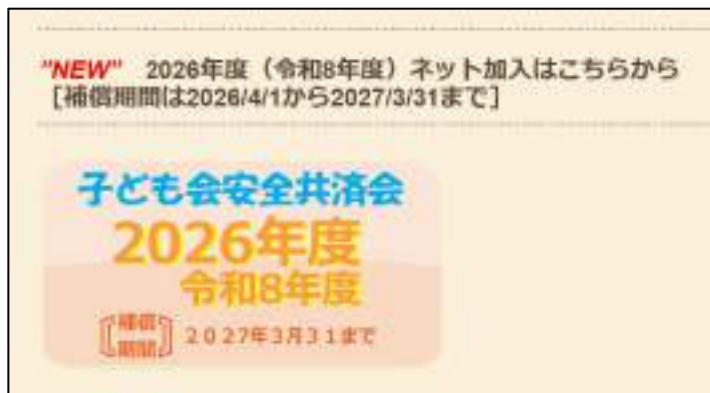 "NEW"　2026年度（令和8年度）ネット加入はこちらから
［補償期間は2026/4/1から2027/3/31まで］
子ども会安全共済会
2026年度
令和8年度
補償
期間
2027年3月31まで